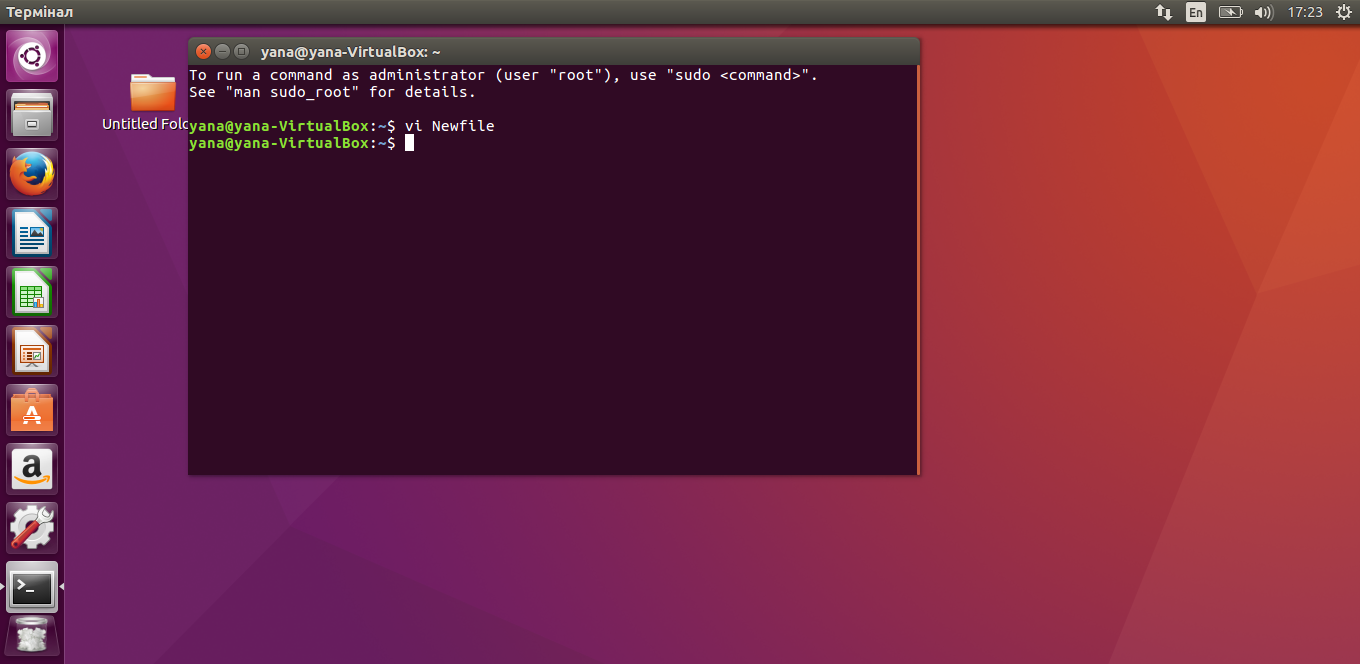 Термінал
En
17:23
yana@yana-VirtualBox: ~
To run a command as administrator (user "root"), use "sudo <command>".
See "man sudo_root" for details.
Untitled Fold
yana@yana-VirtualBox:~$ vi Newfile
yana@yana-VirtualBox:~$